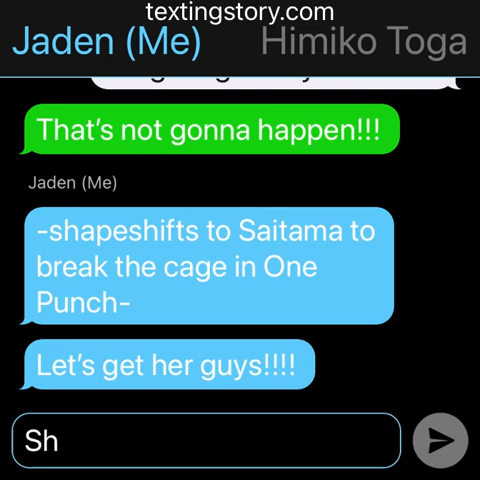 textingstory.com
Jaden (Me) Himiko Toga
That's not gonna happen!!!
Jaden (Me)
-shapeshifts to Saitama to
break the cage in One
Punch-
Let's get her guys!!!!
Sh